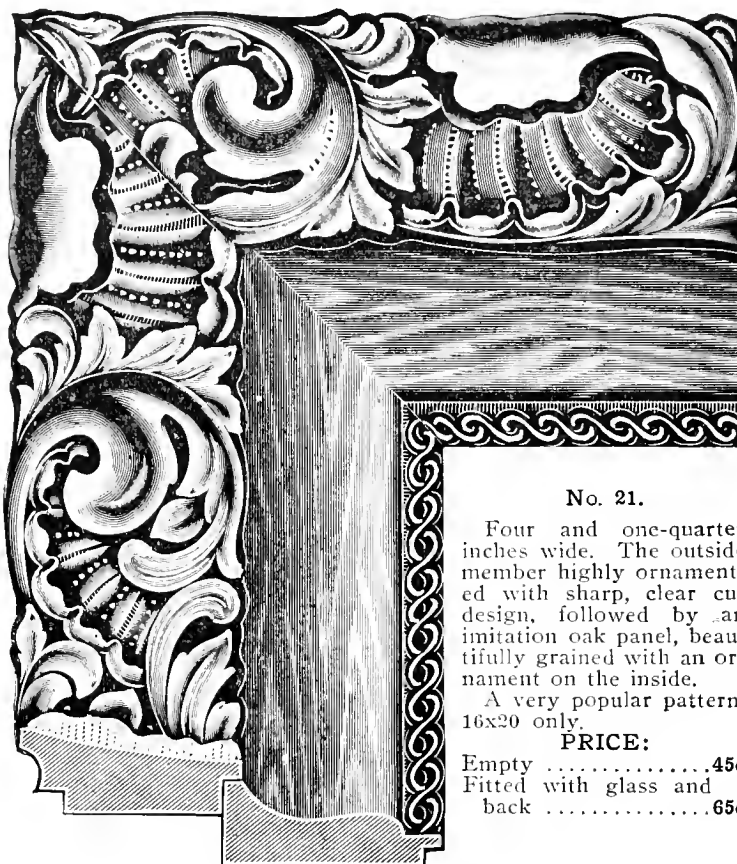 No. 21.
Four and one-quarte
inches wide. The outside
member highly ornament
ed with sharp, clear cu
design, followed by an
imitation oak panel, beau
tifully grained with an or
nament on the inside.
A very popular pattern
16x20 only.
PRICE:
Empty ..............45c
Fitted with glass and
back ................65c